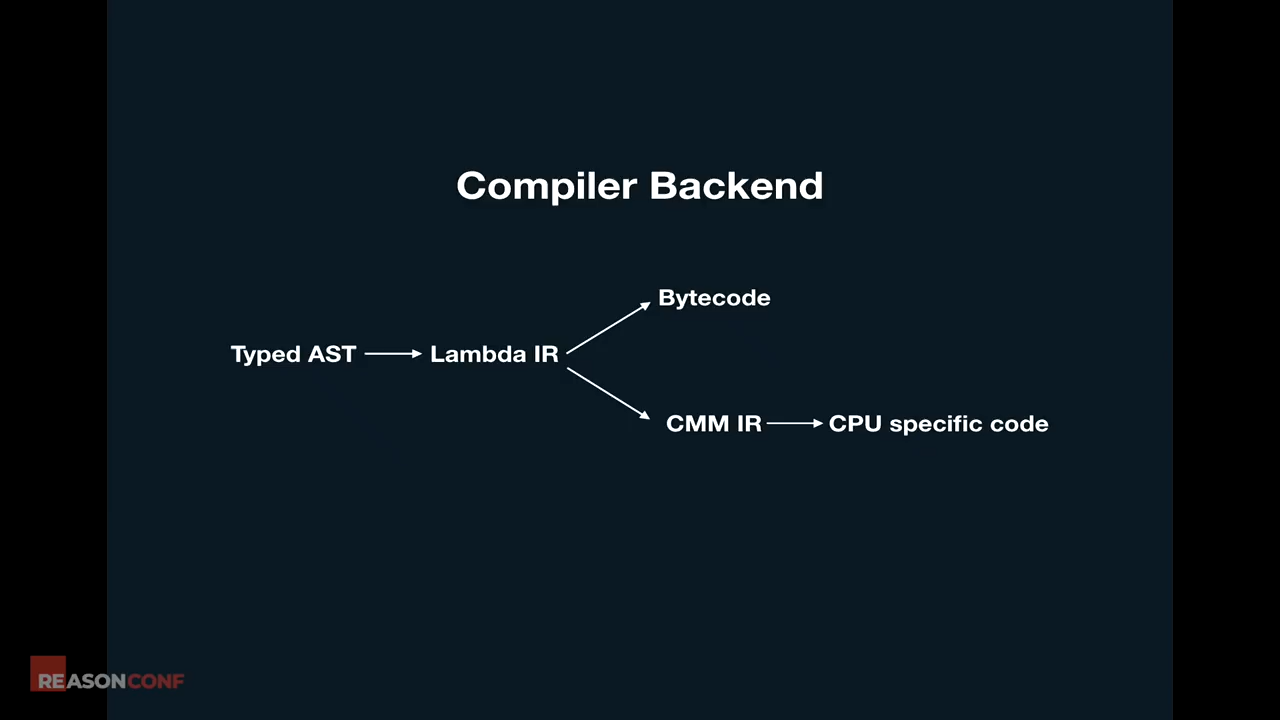 Compiler Backend
Bytecode
Typed AST
Lambda IR
CMM IR
CPU specific code
REASONCONF